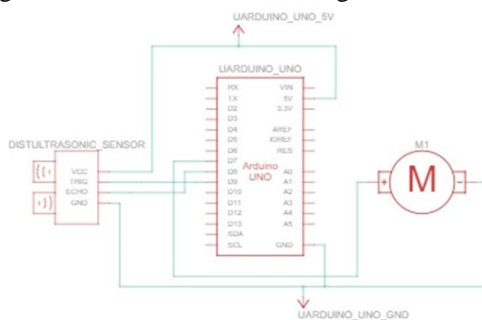 UARDUINO_UNO_5V
UARDUINO_UNO
RX
TX
D2
D3
D4
D5
D6
D7
D8
D9
D10
D11
D12
D13
SDA
SCL
VIN
5V
3.3V
AREF
IOREF
RES
A0
A1
A2
A3
A4
A5
GND
Arduino
UNO
DISTULTRASONIC_SENSOR
VCC
TRIG
ECHO
GND
M1
+
M
-
UARDUINO_UNO_GND